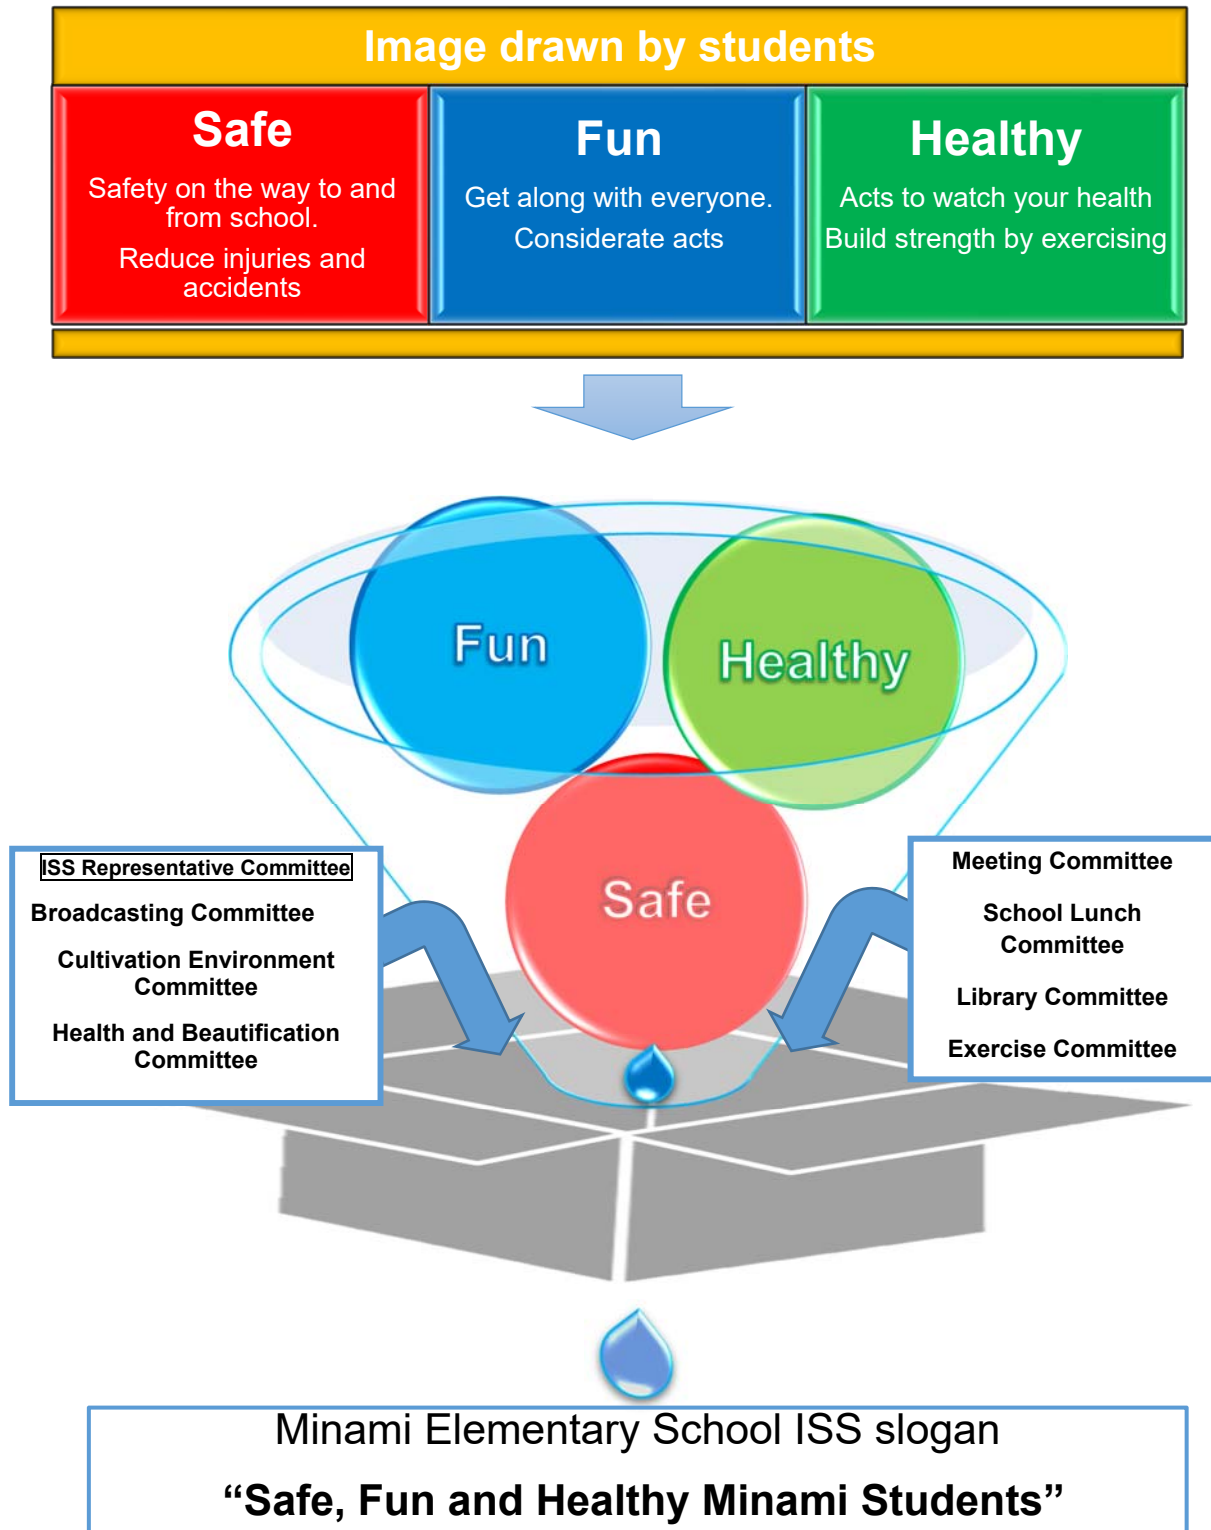 Image drawn by students
Safe
Safety on the way to and
from school.
Reduce injuries and
accidents
Fun
Get along with everyone.
Considerate acts
Healthy
Acts to watch your health
Build strength by exercising
Fun
Healthy
Safe
ISS Representative Committee
Broadcasting Committee
Cultivation Environment
Committee
Health and Beautification
Committee
Meeting Committee
School Lunch
Committee
Library Committee
Exercise Committee
Minami Elementary School ISS slogan
“Safe, Fun and Healthy Minami Students”